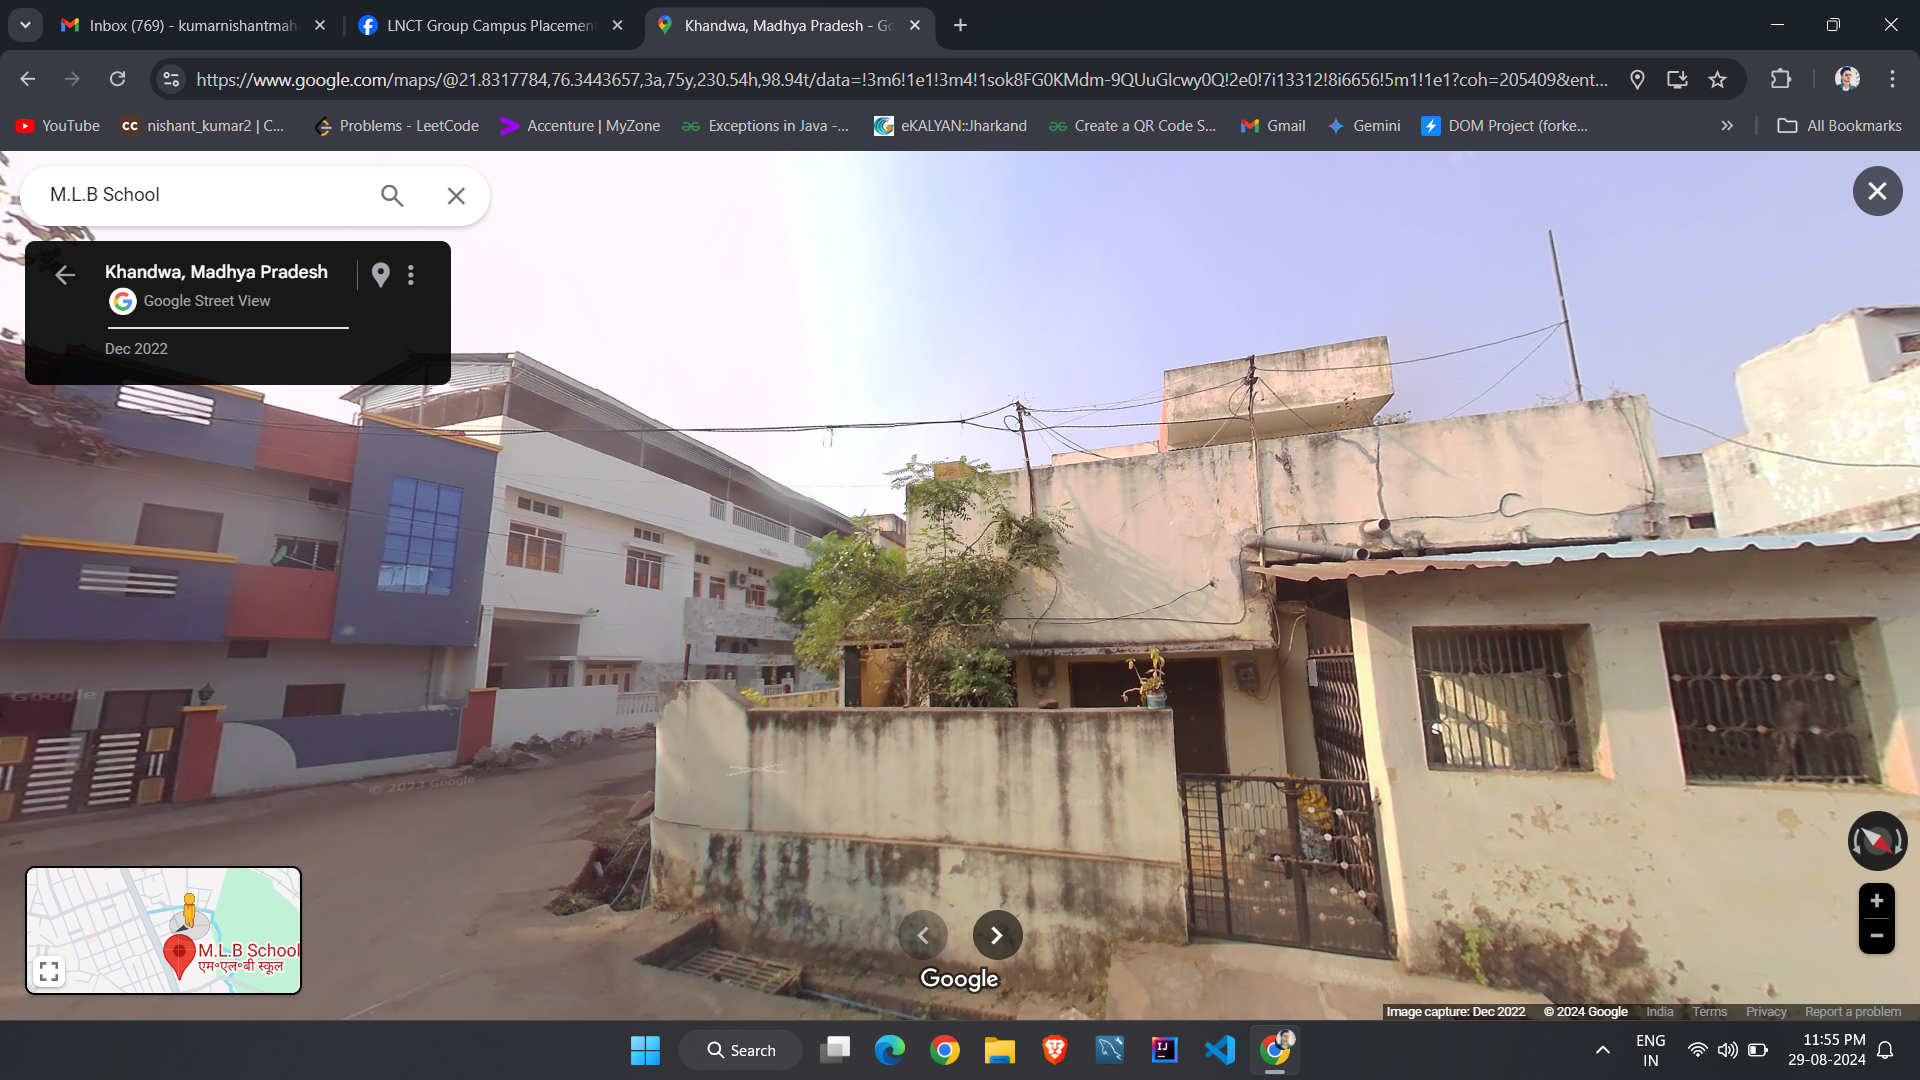 Inbox (769) - kumarnishantmah
LNCT Group Campus Placemen
Khandwa, Madhya Pradesh - Go
https://www.google.com/maps/@21.8317784,76.3443657,3a,75y,230.54h,98.94t/data=!3m6!1e1!3m4!1sok8FG0KMdm-9QUuGlcwy0Q!2e0!7i13312!8i6656!5m1!1e1?coh=205409&ent...
YouTube
CC nishant_kumar2 | C...
Problems - LeetCode
Accenture | MyZone
Exceptions in Java -...
eKALYAN::Jharkand
Create a QR Code S...
Gmail
Gemini
DOM Project (forke...
All Bookmarks
M.L.B School
Khandwa, Madhya Pradesh
Google Street View
Dec 2022
Google
© 2023 Google
M.L.B School
एम॰एल॰बी स्कूल
Google
Image capture: Dec 2022 © 2024 Google India Terms Privacy Report a problem
Search
IJ
ENG
IN
11:55 PM
29-08-2024